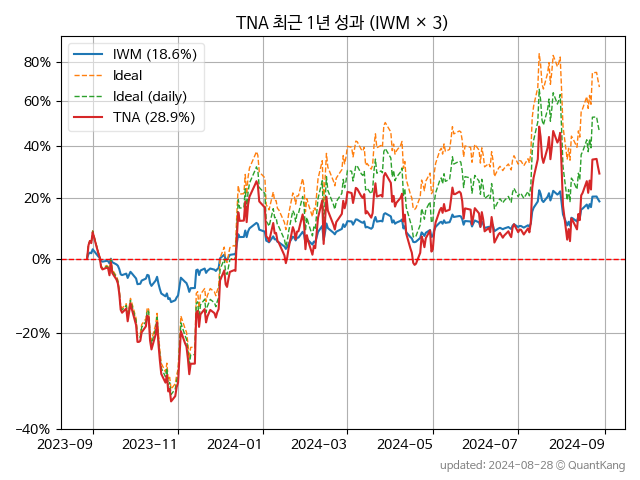 TNA 최근 1년 성과 (IWM × 3)
IWM (18.6%)
Ideal
Ideal (daily)
TNA (28.9%)
80%
60%
40%
20%
0%
−20%
−40%
2023-09
2023-11
2024-01
2024-03
2024-05
2024-07
2024-09
updated: 2024-08-28 © QuantKang